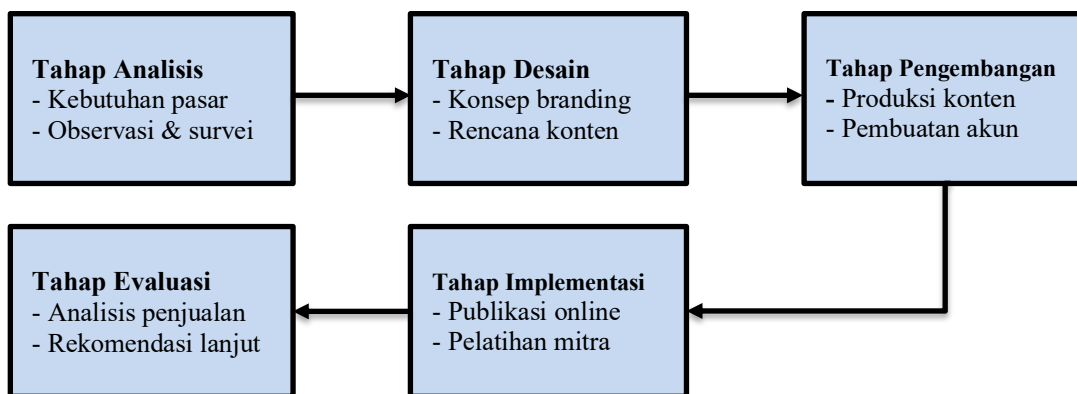 Tahap Analisis
- Kebutuhan pasar
- Observasi & survei
Tahap Desain
- Konsep branding
- Rencana konten
Tahap Pengembangan
- Produksi konten
- Pembuatan akun
Tahap Implementasi
- Publikasi online
- Pelatihan mitra
Tahap Evaluasi
- Analisis penjualan
- Rekomendasi lanjut